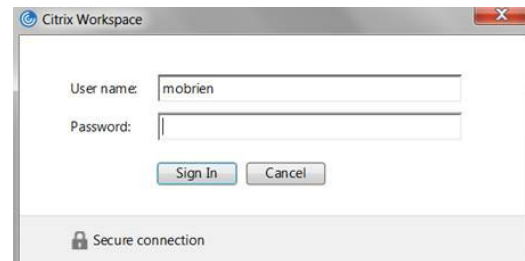 Citrix Workspace
User name: mobrien
Password:
Sign In Cancel
Secure connection